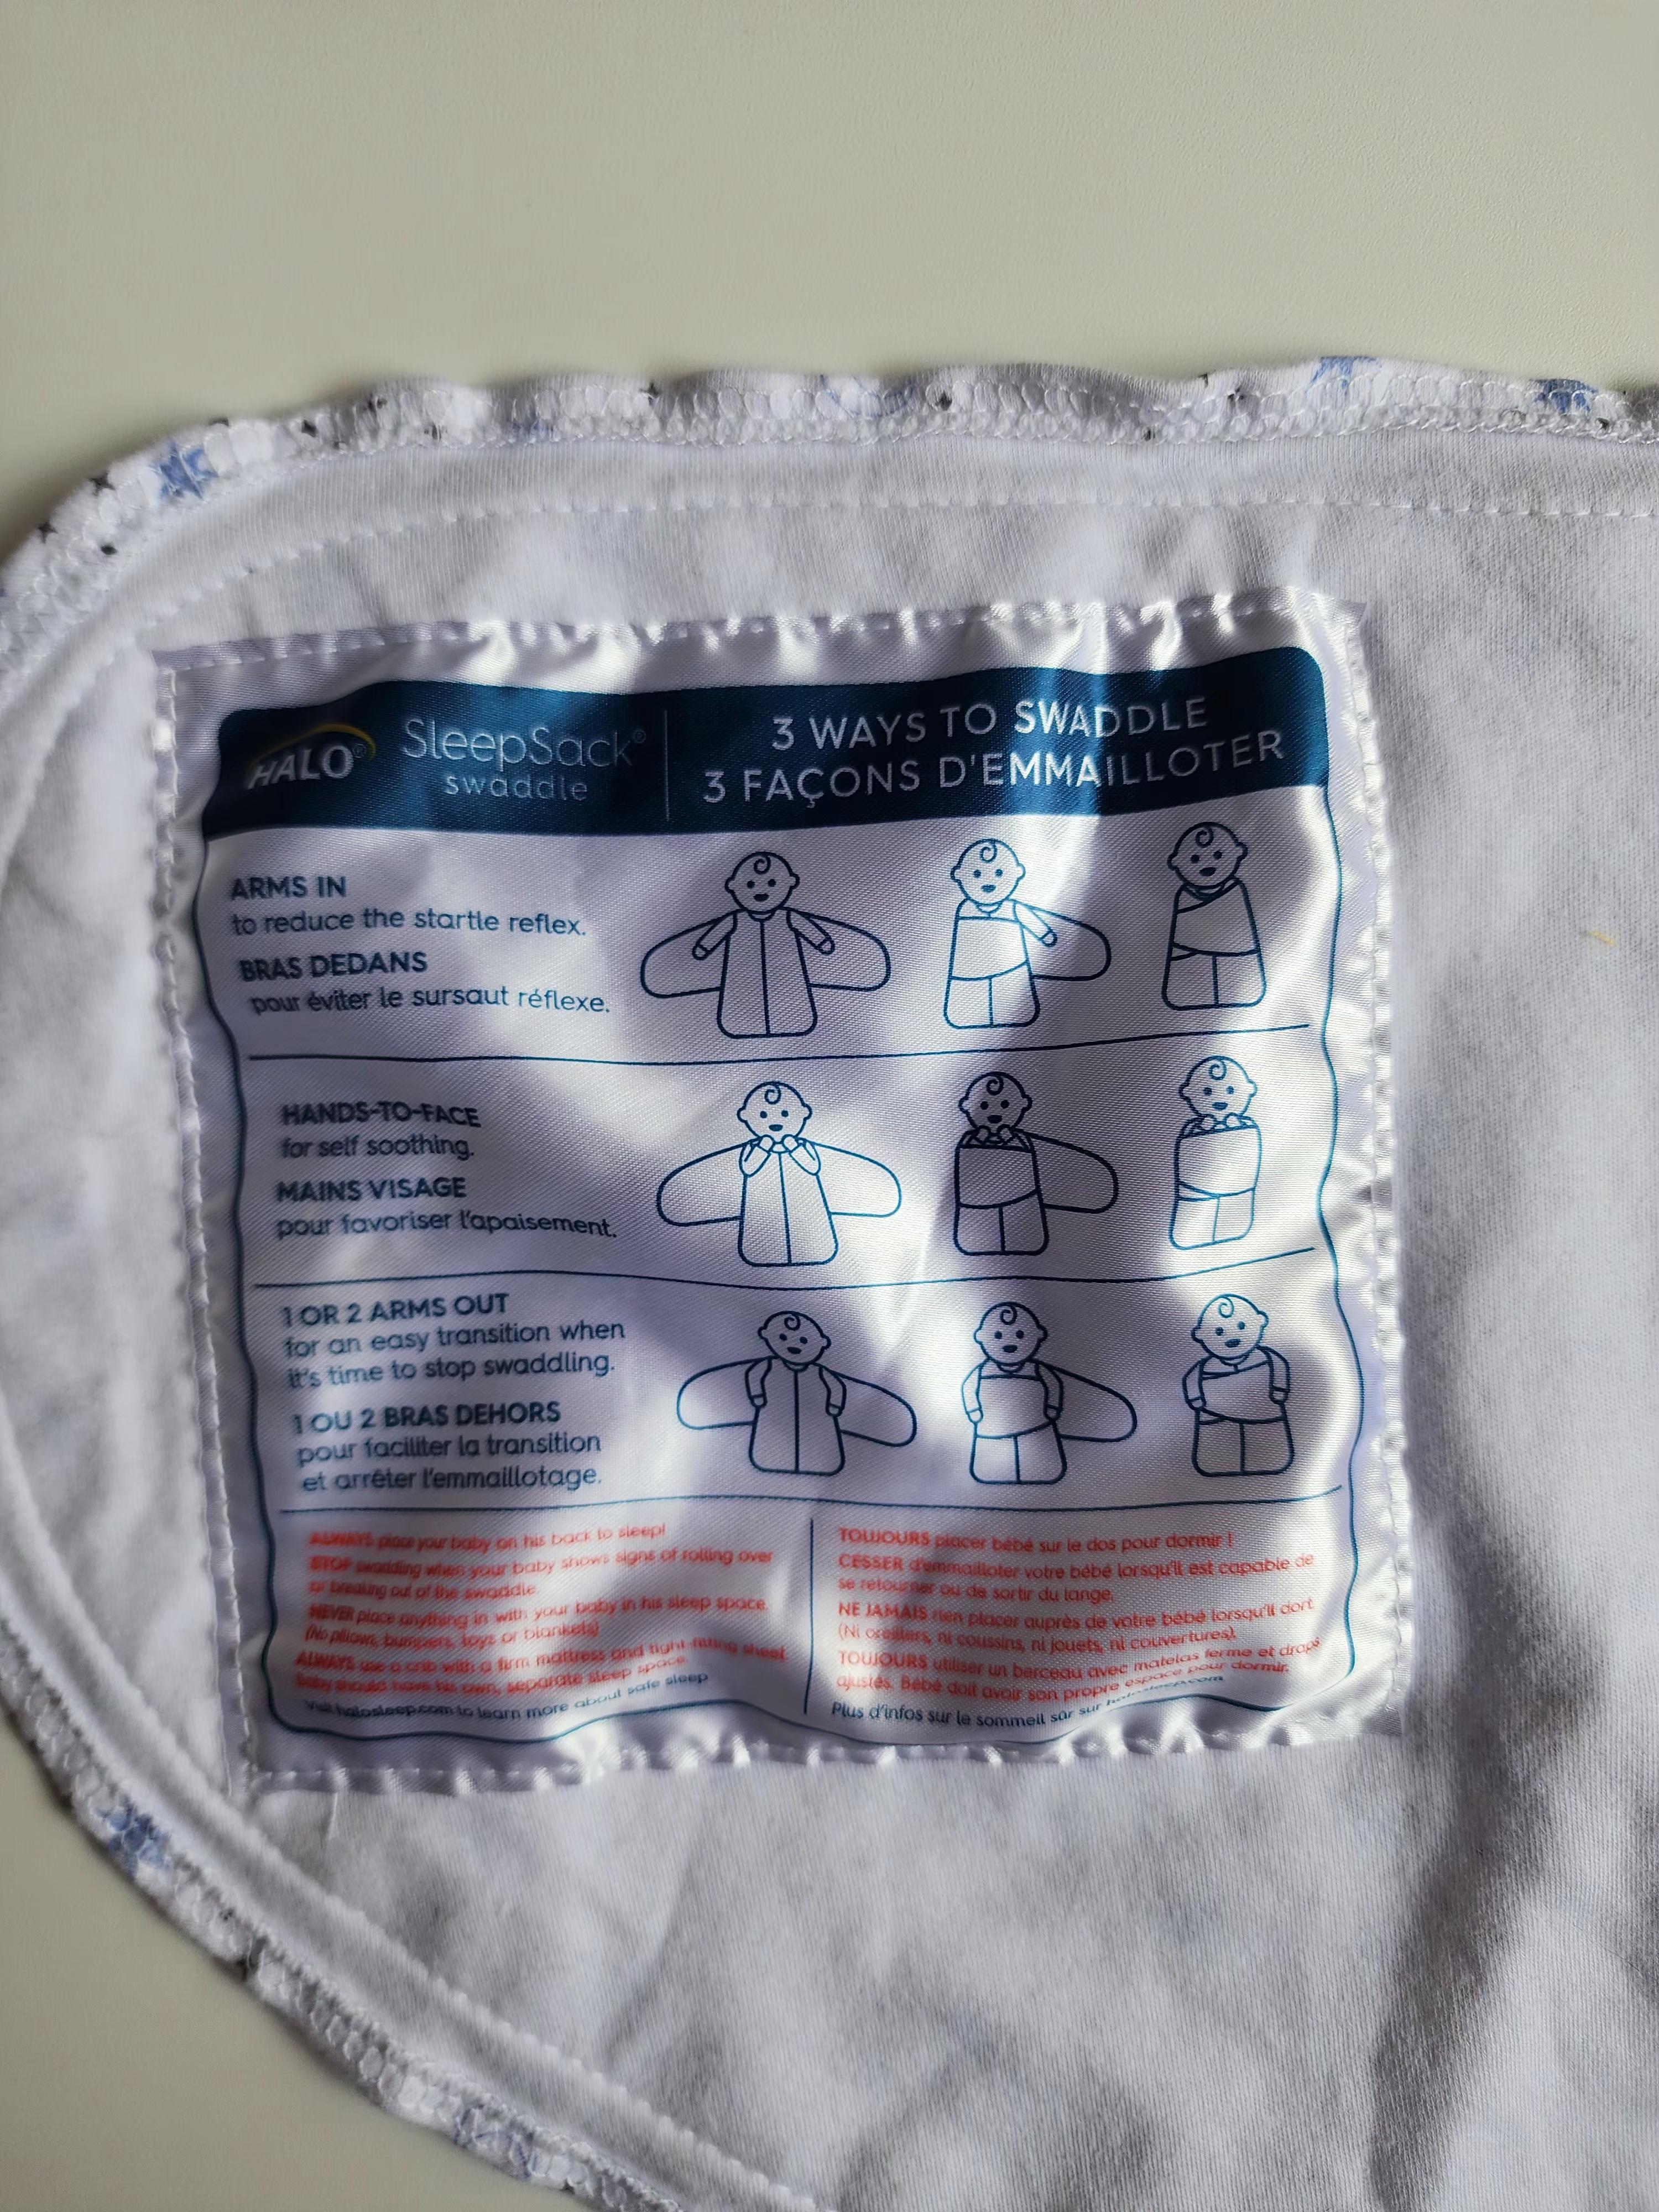 HALO® SleepSack®
swaddle
3 WAYS TO SWADDLE
3 FAÇONS D'EMMAILLOTER
ARMS IN
to reduce the startle reflex.
BRAS DEDANS
pour éviter le sursaut réflexe.
HANDS-TO-FACE
for self soothing.
MAINS VISAGE
pour favoriser l'apaisement.
1 OR 2 ARMS OUT
for an easy transition when
it's time to stop swaddling.
1 OU 2 BRAS DEHORS
pour faciliter la transition
et arrêter l'emmaillotage.
ALWAYS place your baby on his back to sleep!
STOP swaddling when your baby shows signs of rolling over
or breaking out of the swaddle.
NEVER place anything in with your baby in his sleep space.
(No pillows, bumpers, toys or blankets)
ALWAYS use a crib with a firm mattress and tight-fitting sheet.
Baby should have his own, separate sleep space.
Visit halosleep.com to learn more about safe sleep
TOUJOURS placer bébé sur le dos pour dormir !
CESSER d'emmailloter votre bébé lorsqu'il est capable de
se retourner ou de sortir du lange.
NE JAMAIS rien placer auprès de votre bébé lorsqu'il dort.
(Ni oreillers, ni coussins, ni jouets, ni couvertures).
TOUJOURS utiliser un berceau avec matelas ferme et draps
ajustés. Bébé doit avoir son propre espace pour dormir.
Plus d'infos sur le sommeil sûr sur halosleep.com